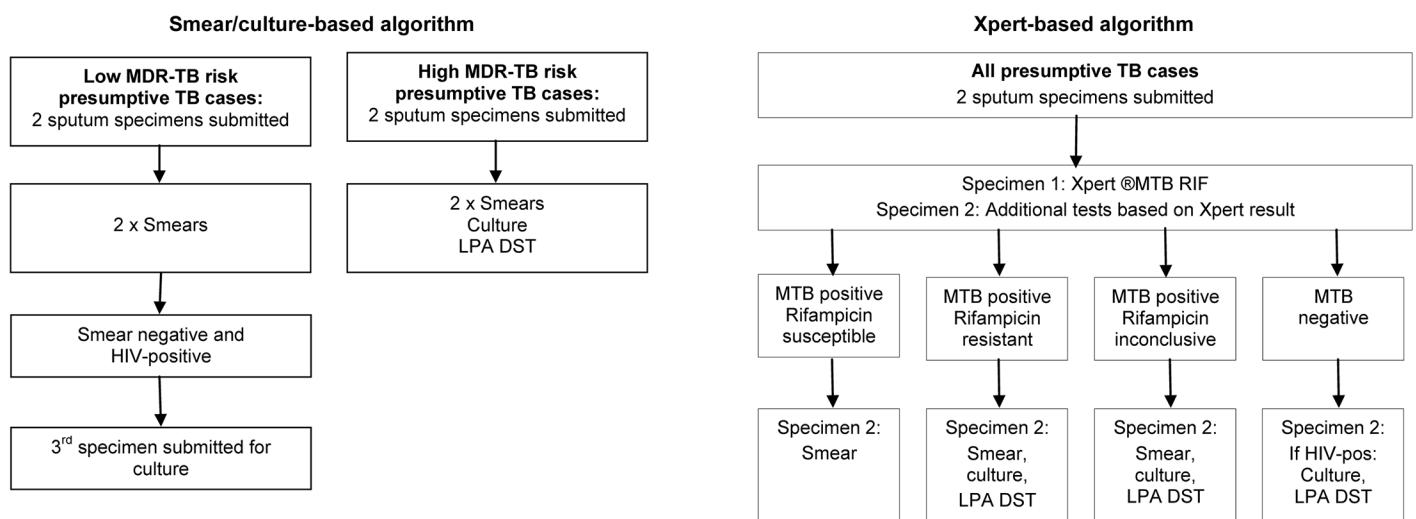 Smear/culture-based algorithm
Low MDR-TB risk
presumptive TB cases:
2 sputum specimens submitted
2 x Smears
Smear negative and
HIV-positive
3rd specimen submitted for
culture
High MDR-TB risk
presumptive TB cases:
2 sputum specimens submitted
2 x Smears
Culture
LPA DST
Xpert-based algorithm
All presumptive TB cases
2 sputum specimens submitted
Specimen 1: Xpert ®MTB RIF
Specimen 2: Additional tests based on Xpert result
MTB positive
Rifampicin
susceptible
Specimen 2:
Smear
MTB positive
Rifampicin
resistant
Specimen 2:
Smear,
culture,
LPA DST
MTB positive
Rifampicin
inconclusive
Specimen 2:
Smear,
culture,
LPA DST
MTB
negative
Specimen 2:
If HIV-pos:
Culture,
LPA DST